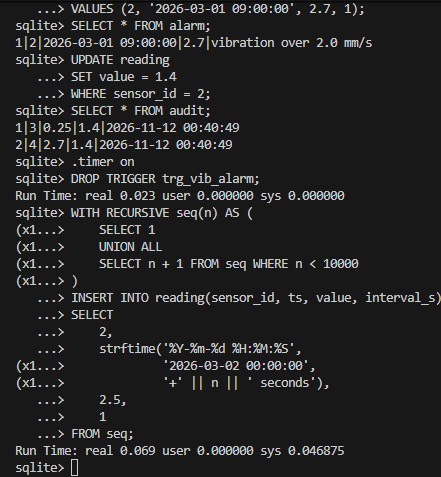 ...> VALUES (2, '2026-03-01 09:00:00', 2.7, 1);
sqlite> SELECT * FROM alarm;
1|2|2026-03-01 09:00:00|2.7|vibration over 2.0 mm/s
sqlite> UPDATE reading
...> SET value = 1.4
...> WHERE sensor_id = 2;
sqlite> SELECT * FROM audit;
1|3|0.25|1.4|2026-11-12 00:40:49
2|4|2.7|1.4|2026-11-12 00:40:49
sqlite> .timer on
sqlite> DROP TRIGGER trg_vib_alarm;
Run Time: real 0.023 user 0.000000 sys 0.000000
sqlite> WITH RECURSIVE seq(n) AS (
(x1...>     SELECT 1
(x1...>     UNION ALL
(x1...>     SELECT n + 1 FROM seq WHERE n < 10000
(x1...> )
...> INSERT INTO reading(sensor_id, ts, value, interval_s)
...> SELECT
...>     2,
...>     strftime('%Y-%m-%d %H:%M:%S',
(x1...>              '2026-03-02 00:00:00',
(x1...>              '+' || n || ' seconds'),
...>     2.5,
...>     1
...> FROM seq;
Run Time: real 0.069 user 0.000000 sys 0.046875
sqlite>